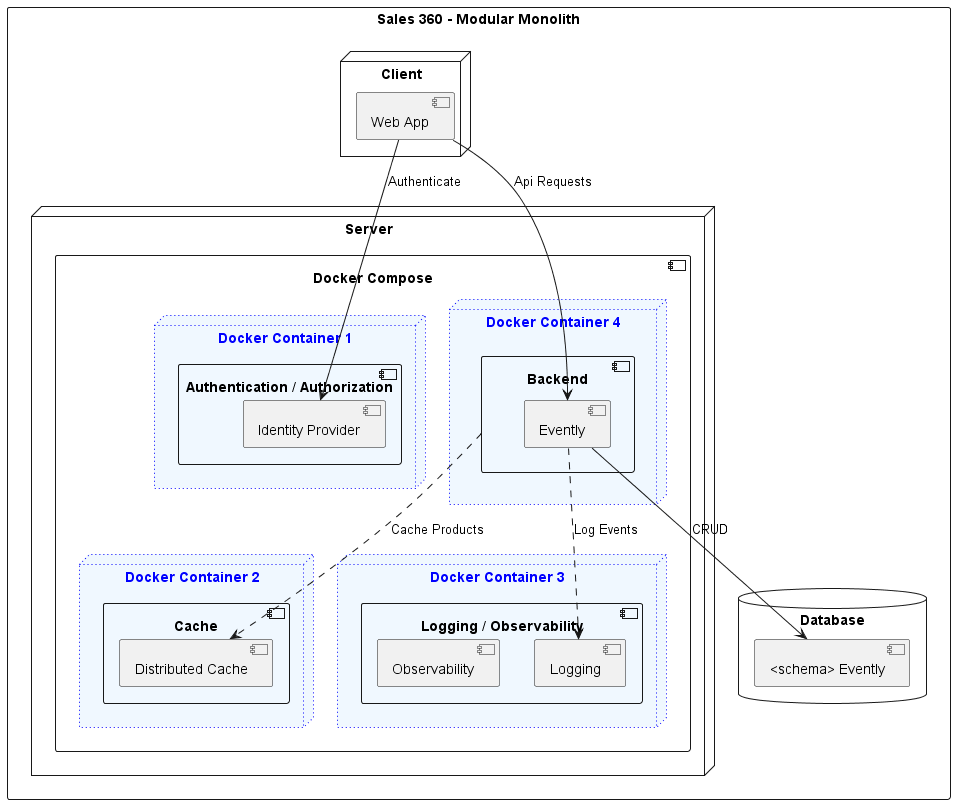 Sales 360 - Modular Monolith
Client
Web App
Authenticate
Api Requests
Server
Docker Compose
Docker Container 1
Docker Container 4
Authentication / Authorization
Identity Provider
Backend
Evently
Cache Products
Log Events
CRUD
Docker Container 2
Docker Container 3
Cache
Distributed Cache
Logging / Observability
Observability
Logging
Database
<schema> Evently